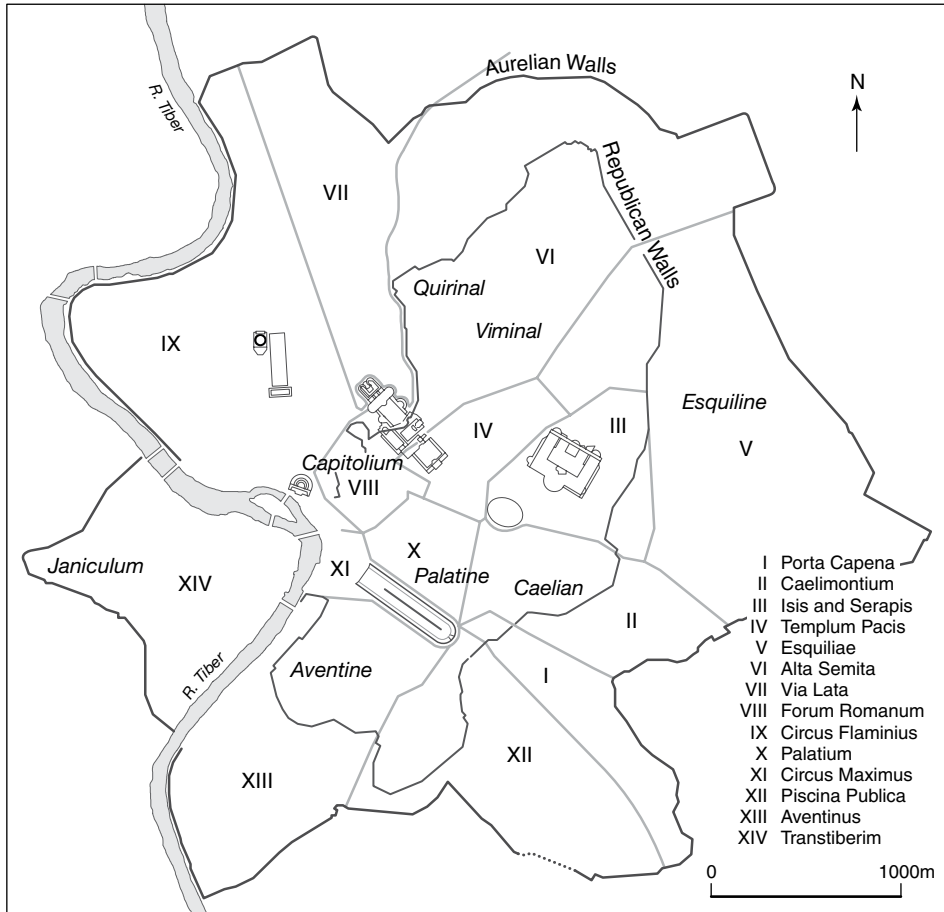 Aurelian Walls
N
R. Tiber
VII
Republican Walls
VI
Quirinal
Viminal
IX
Esquiline
IV
III
V
Capitolium
VIII
X
Janiculum
XIV
XI
Palatine
Caelian
II
Aventine
I
R. Tiber
XII
XIII
I Porta Capena
II Caelimontium
III Isis and Serapis
IV Templum Pacis
V Esquiliae
VI Alta Semita
VII Via Lata
VIII Forum Romanum
IX Circus Flaminius
X Palatium
XI Circus Maximus
XII Piscina Publica
XIII Aventinus
XIV Transtiberim
0 1000m